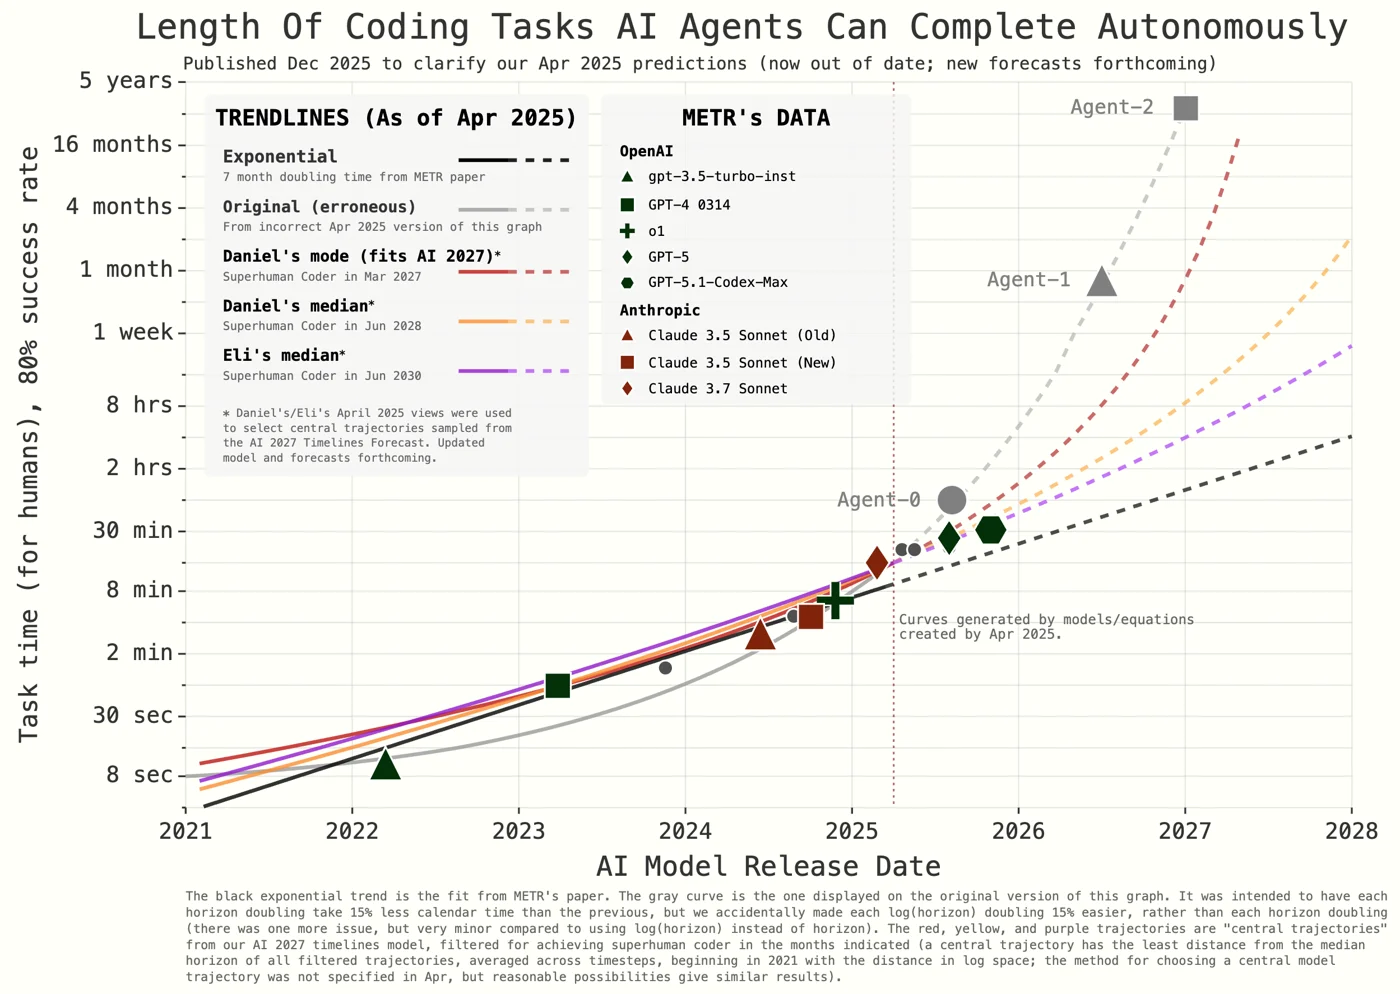 Length Of Coding Tasks AI Agents Can Complete Autonomously
Published Dec 2025 to clarify our Apr 2025 predictions (now out of date; new forecasts forthcoming)
Task time (for humans), 80% success rate
5 years
16 months
4 months
1 month
1 week
8 hrs
2 hrs
30 min
8 min
2 min
30 sec
8 sec
TRENDLINES (As of Apr 2025)
Exponential
7 month doubling time from METR paper
Original (erroneous)
From incorrect Apr 2025 version of this graph
Daniel's mode (fits AI 2027)*
Superhuman Coder in Mar 2027
Daniel's median*
Superhuman Coder in Jun 2028
Eli's median*
Superhuman Coder in Jun 2030
* Daniel's/Eli's April 2025 views were used
to select central trajectories sampled from
the AI 2027 Timelines Forecast. Updated
model and forecasts forthcoming.
METR's DATA
OpenAI
gpt-3.5-turbo-inst
GPT-4 0314
o1
GPT-5
GPT-5.1-Codex-Max
Anthropic
Claude 3.5 Sonnet (Old)
Claude 3.5 Sonnet (New)
Claude 3.7 Sonnet
Agent-2
Agent-1
Agent-0
Curves generated by models/equations
created by Apr 2025.
2021
2022
2023
2024
2025
2026
2027
2028
AI Model Release Date
The black exponential trend is the fit from METR's paper. The gray curve is the one displayed on the original version of this graph. It was intended to have each
horizon doubling take 15% less calendar time than the previous, but we accidentally made each log(horizon) doubling 15% easier, rather than each horizon doubling
(there was one more issue, but very minor compared to using log(horizon) instead of horizon). The red, yellow, and purple trajectories are "central trajectories"
from our AI 2027 timelines model, filtered for achieving superhuman coder in the months indicated (a central trajectory has the least distance from the median
horizon of all filtered trajectories, averaged across timesteps, beginning in 2021 with the distance in log space; the method for choosing a central model
trajectory was not specified in Apr, but reasonable possibilities give similar results).